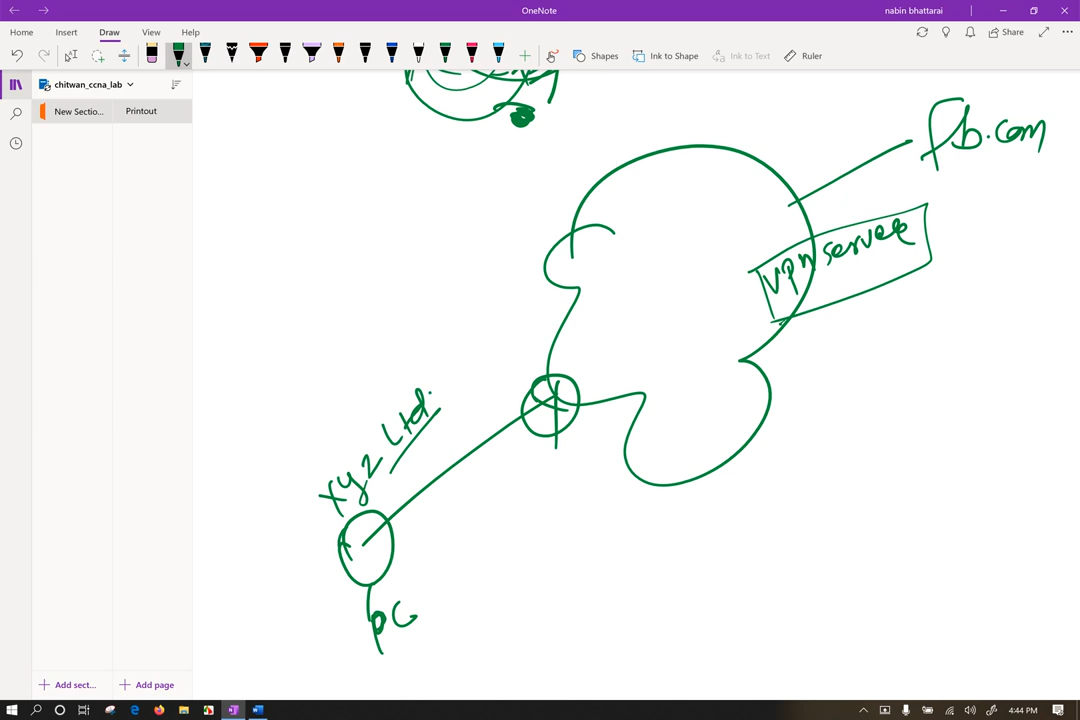 OneNote
nabin bhattarai
Home Insert Draw View Help
Share
Shapes Ink to Shape Ink to Text Ruler
chitwan_ccna_lab
New Sectio... Printout
fb.com
vpn server
xyz Ltd.
pC
Add sect... Add page
4:44 PM